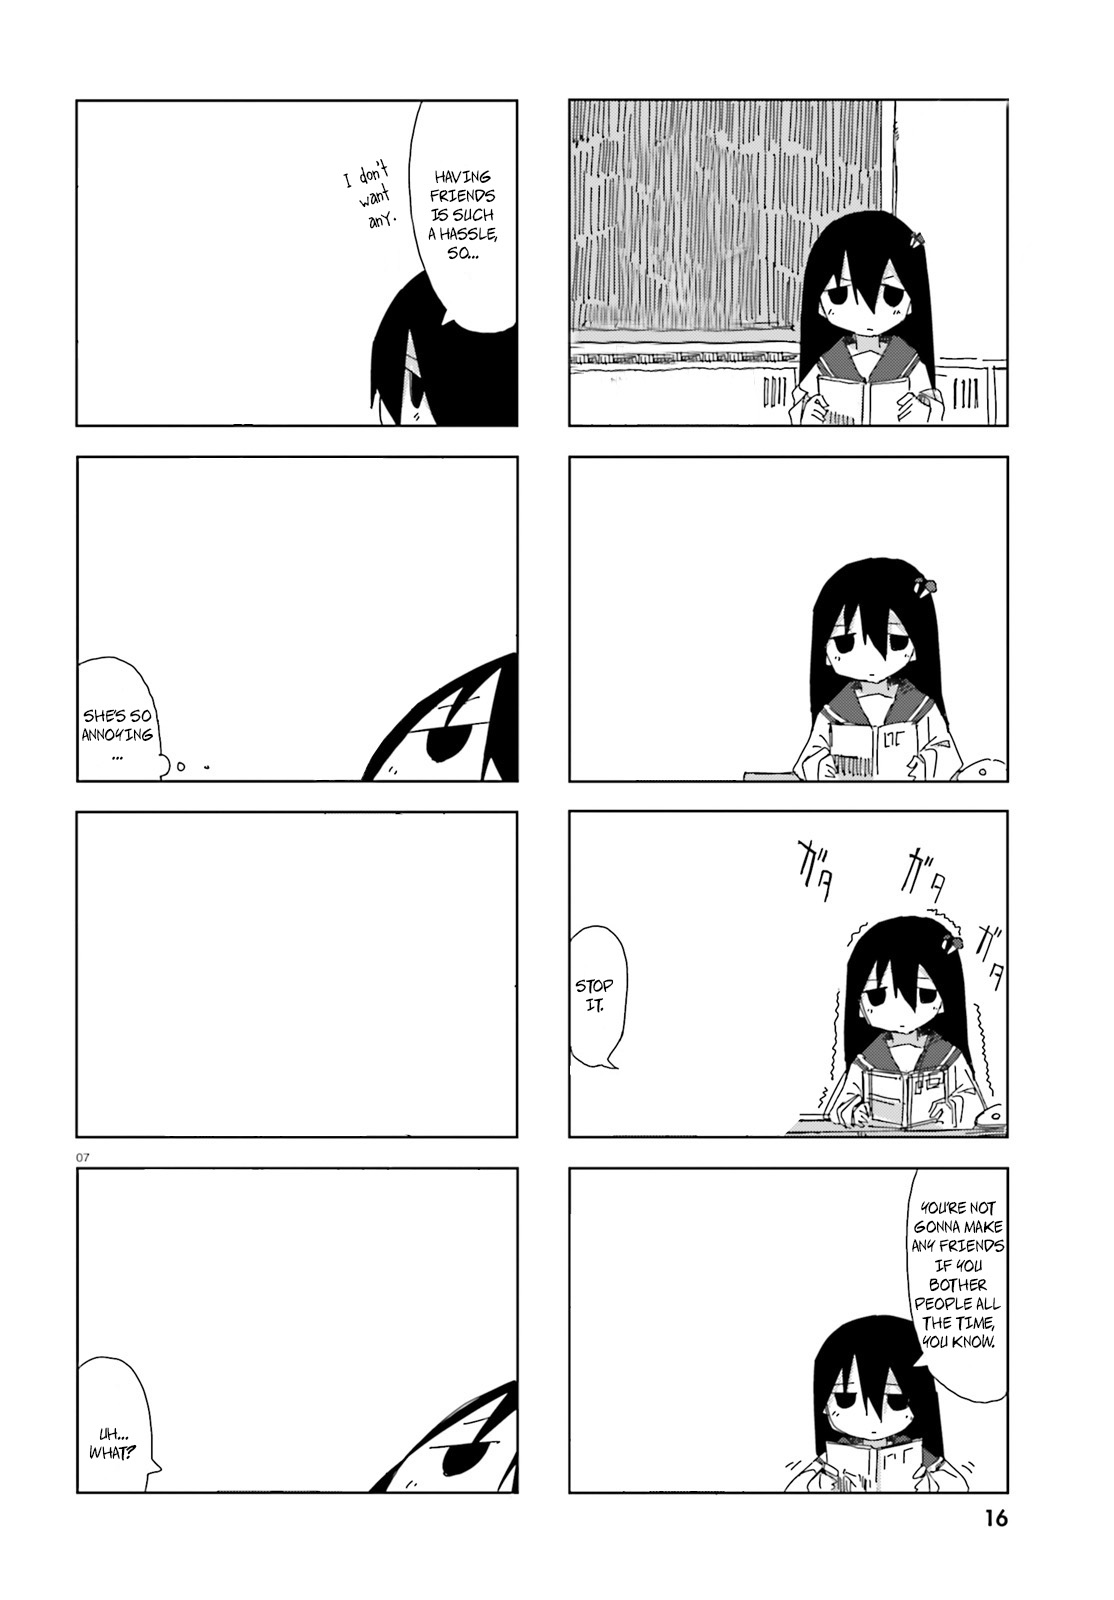 ガタ
ガタ
ガタ
STOP
IT.
YOU'RE NOT
GONNA MAKE
ANY FRIENDS
IF YOU
BOTHER
PEOPLE ALL
THE TIME,
YOU KNOW.
HAVING
FRIENDS
IS SUCH
A HASSLE,
SO...
I don't
want
any.
SHE'S SO
ANNOYING
...
UH...
WHAT?
07
16